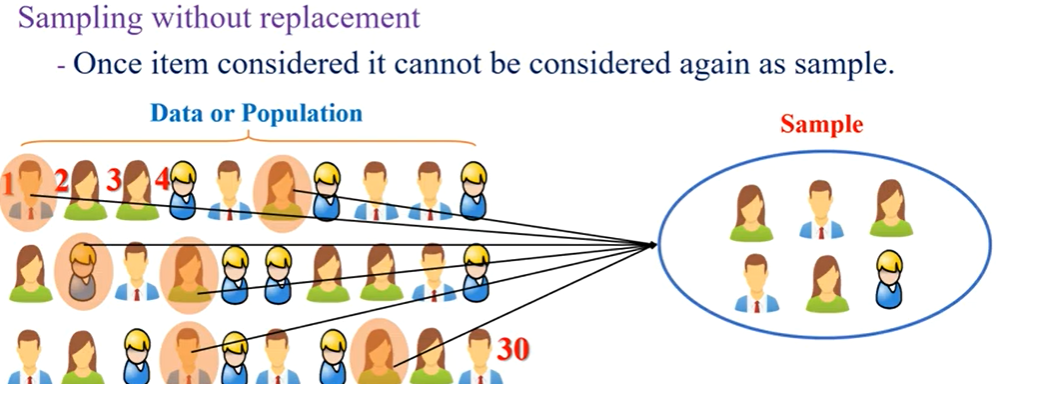 Sampling without replacement
- Once item considered it cannot be considered again as sample.
Data or Population
Sample
1 2 3 4
30